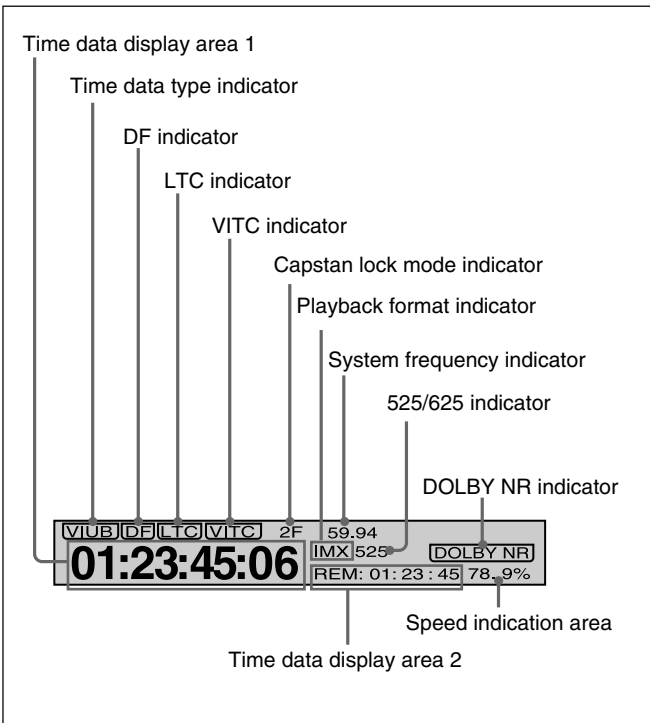 Time data display area 1
Time data type indicator
DF indicator
LTC indicator
VITC indicator
Capstan lock mode indicator
Playback format indicator
System frequency indicator
525/625 indicator
DOLBY NR indicator
VIUB DF LTC VITC 2F 59.94
01:23:45:06 IMX 525 DOLBY NR
REM: 01: 23 : 45 78. 9%
Speed indication area
Time data display area 2